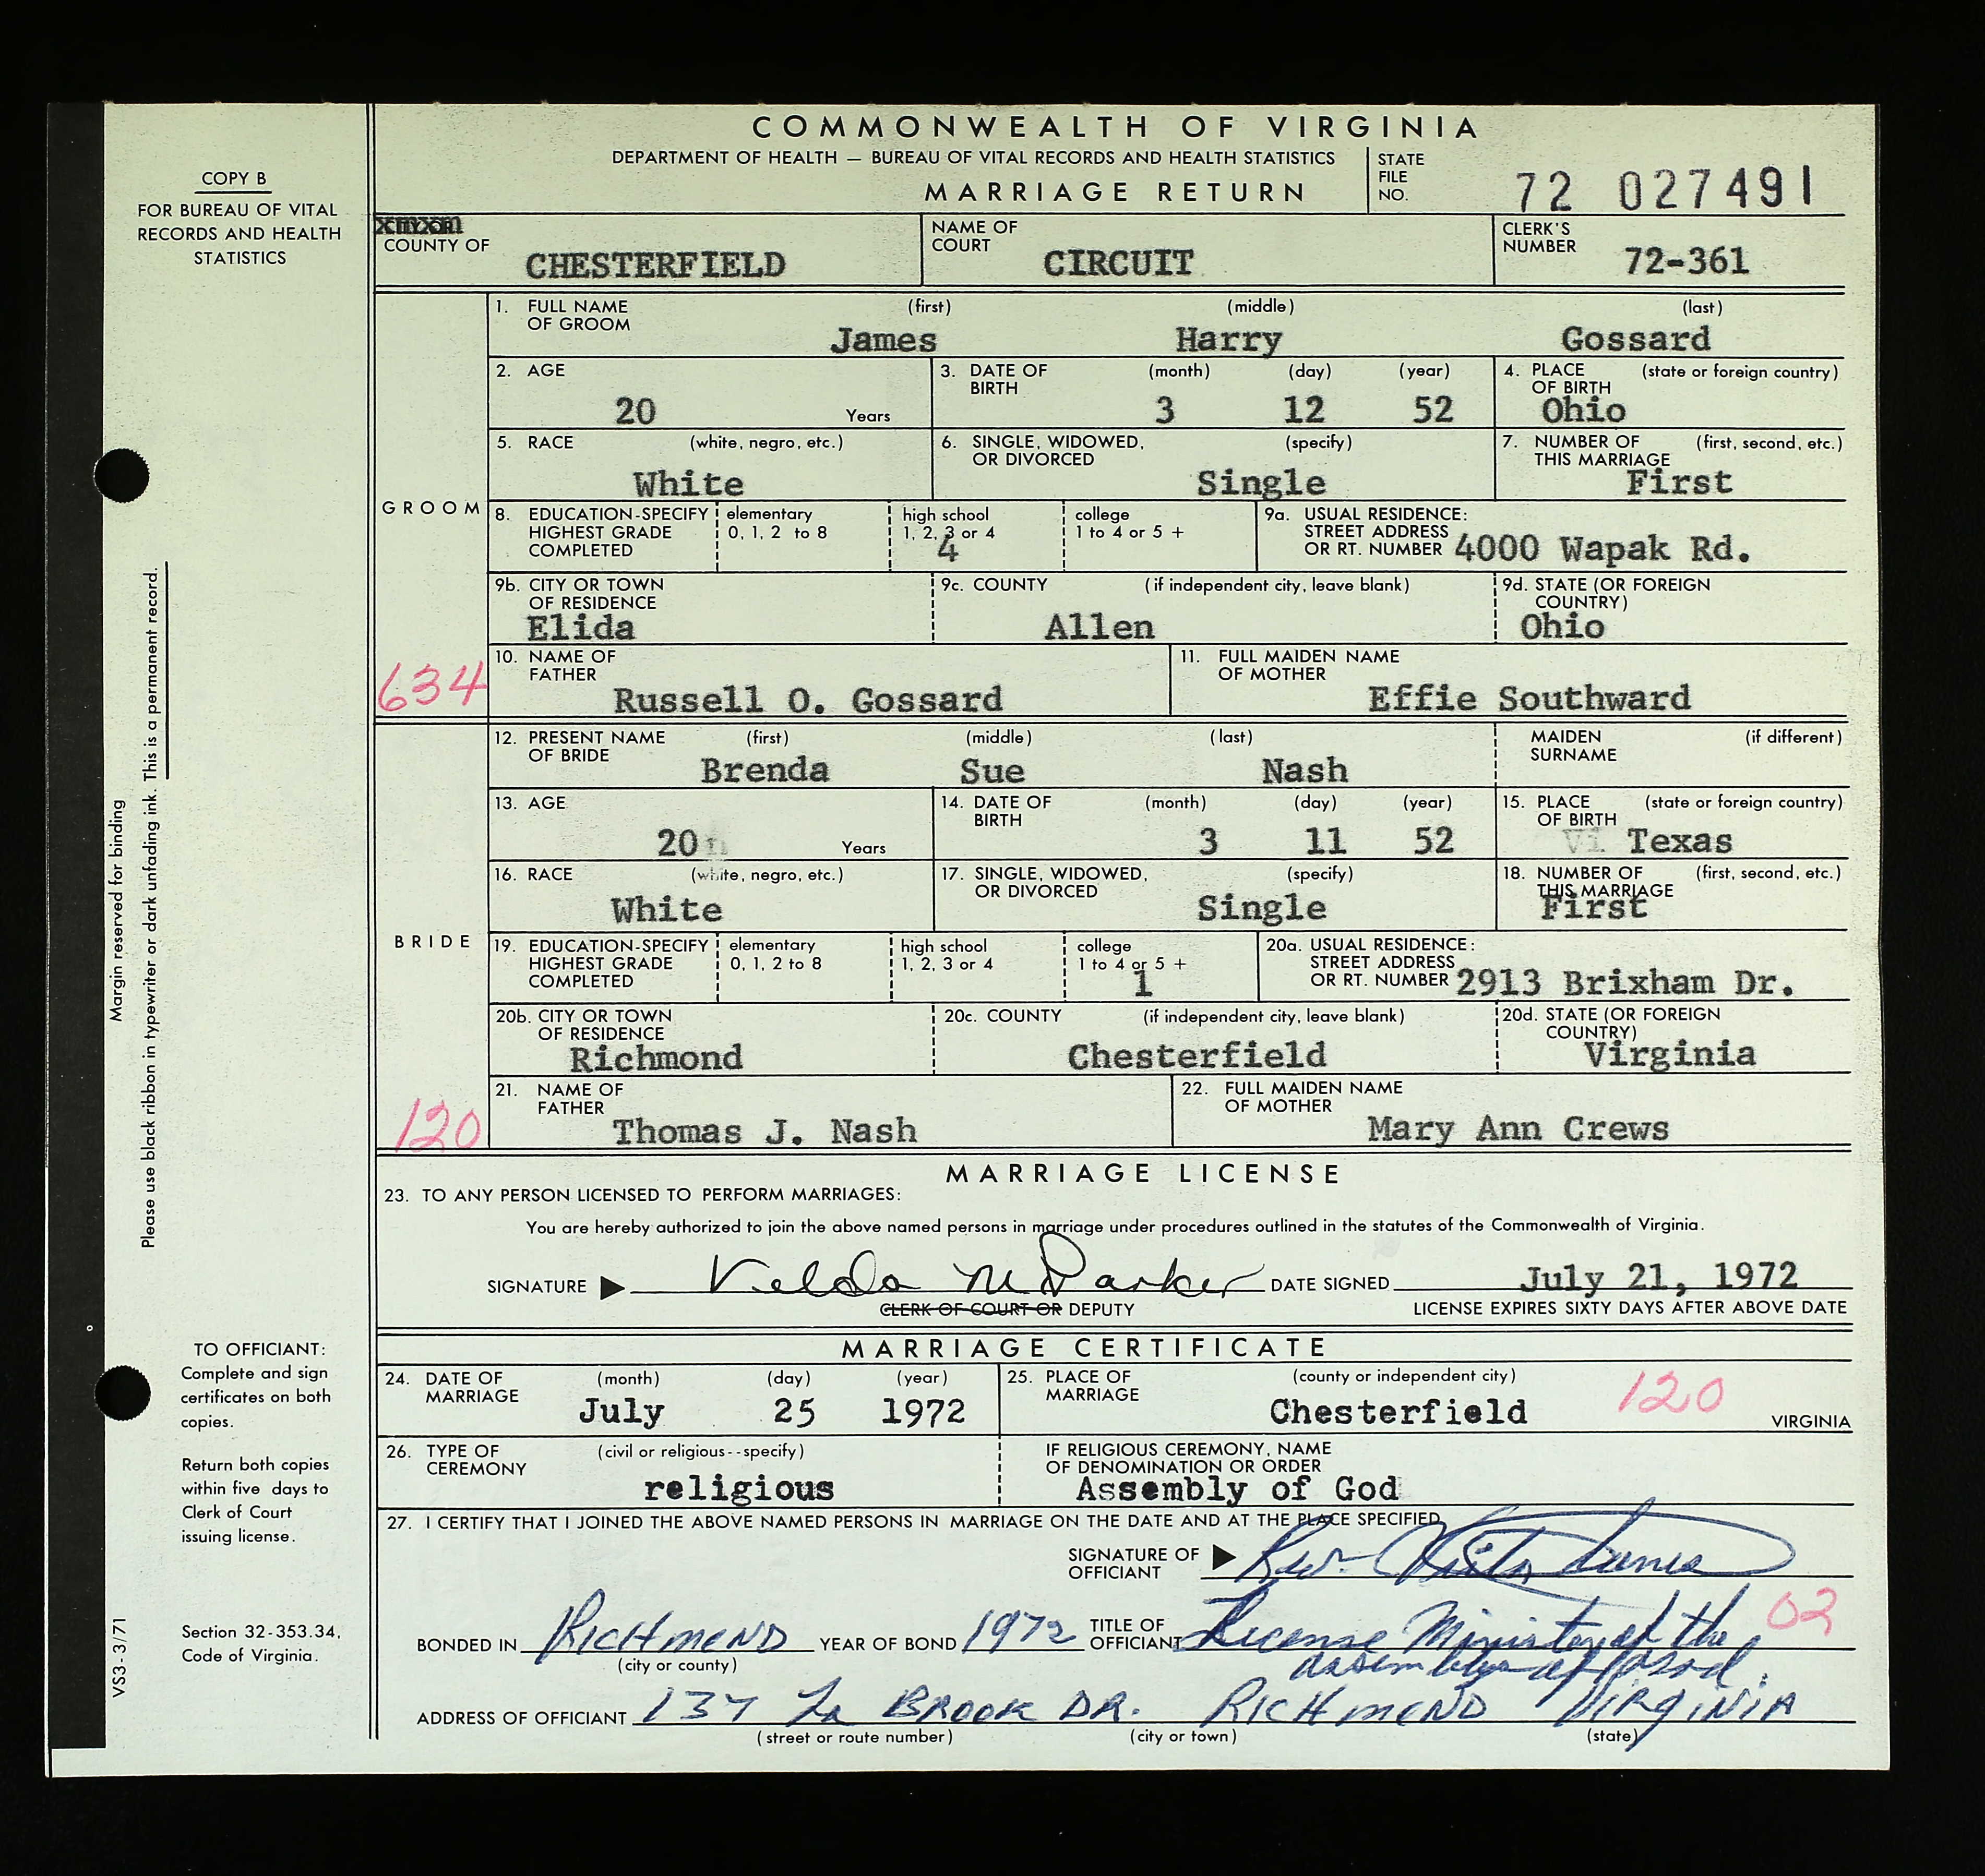 COMMONWEALTH OF VIRGINIA
DEPARTMENT OF HEALTH — BUREAU OF VITAL RECORDS AND HEALTH STATISTICS
MARRIAGE RETURN
STATE FILE NO. 72 027491
COPY B
FOR BUREAU OF VITAL
RECORDS AND HEALTH
STATISTICS
COUNTY OF CHESTERFIELD
NAME OF COURT CIRCUIT
CLERK'S NUMBER 72-361
GROOM
1. FULL NAME OF GROOM (first) James (middle) Harry (last) Gossard
2. AGE 20 Years
3. DATE OF BIRTH (month) 3 (day) 12 (year) 52
4. PLACE OF BIRTH (state or foreign country) Ohio
5. RACE (white, negro, etc.) White
6. SINGLE, WIDOWED, OR DIVORCED (specify) Single
7. NUMBER OF THIS MARRIAGE (first, second, etc.) First
8. EDUCATION-SPECIFY HIGHEST GRADE COMPLETED elementary 0, 1, 2 to 8 high school 1, 2, 3 or 4 4 college 1 to 4 or 5 +
9a. USUAL RESIDENCE: STREET ADDRESS OR RT. NUMBER 4000 Wapak Rd.
9b. CITY OR TOWN OF RESIDENCE Elida
9c. COUNTY (if independent city, leave blank) Allen
9d. STATE (OR FOREIGN COUNTRY) Ohio
634
10. NAME OF FATHER Russell O. Gossard
11. FULL MAIDEN NAME OF MOTHER Effie Southward
BRIDE
12. PRESENT NAME OF BRIDE (first) Brenda (middle) Sue (last) Nash
MAIDEN SURNAME (if different)
13. AGE 20 Years
14. DATE OF BIRTH (month) 3 (day) 11 (year) 52
15. PLACE OF BIRTH (state or foreign country) Texas
16. RACE (white, negro, etc.) White
17. SINGLE, WIDOWED, OR DIVORCED (specify) Single
18. NUMBER OF THIS MARRIAGE (first, second, etc.) First
19. EDUCATION-SPECIFY HIGHEST GRADE COMPLETED elementary 0, 1, 2 to 8 high school 1, 2, 3 or 4 college 1 to 4 or 5 + 1
20a. USUAL RESIDENCE: STREET ADDRESS OR RT. NUMBER 2913 Brixham Dr.
20b. CITY OR TOWN OF RESIDENCE Richmond
20c. COUNTY (if independent city, leave blank) Chesterfield
20d. STATE (OR FOREIGN COUNTRY) Virginia
120
21. NAME OF FATHER Thomas J. Nash
22. FULL MAIDEN NAME OF MOTHER Mary Ann Crews
MARRIAGE LICENSE
23. TO ANY PERSON LICENSED TO PERFORM MARRIAGES:
You are hereby authorized to join the above named persons in marriage under procedures outlined in the statutes of the Commonwealth of Virginia.
SIGNATURE Velda M Parker DATE SIGNED July 21, 1972
CLERK OF COURT OR DEPUTY
LICENSE EXPIRES SIXTY DAYS AFTER ABOVE DATE
MARRIAGE CERTIFICATE
24. DATE OF MARRIAGE (month) July (day) 25 (year) 1972
25. PLACE OF MARRIAGE (county or independent city) Chesterfield 120 VIRGINIA
26. TYPE OF CEREMONY (civil or religious--specify) religious
IF RELIGIOUS CEREMONY, NAME OF DENOMINATION OR ORDER Assembly of God
27. I CERTIFY THAT I JOINED THE ABOVE NAMED PERSONS IN MARRIAGE ON THE DATE AND AT THE PLACE SPECIFIED
SIGNATURE OF OFFICIANT Rev.
BONDED IN RICHMOND (city or county) YEAR OF BOND 1972 TITLE OF OFFICIANT License Minister of the 02
assembly of God.
ADDRESS OF OFFICIANT 137 La BROOK DR. RICHMOND VIRGINIA
(street or route number) (city or town) (state)
Margin reserved for binding
Please use black ribbon in typewriter or dark unfading ink. This is a permanent record.
TO OFFICIANT:
Complete and sign
certificates on both
copies.
Return both copies
within five days to
Clerk of Court
issuing license.
Section 32-353.34,
Code of Virginia.
VS3-3/71